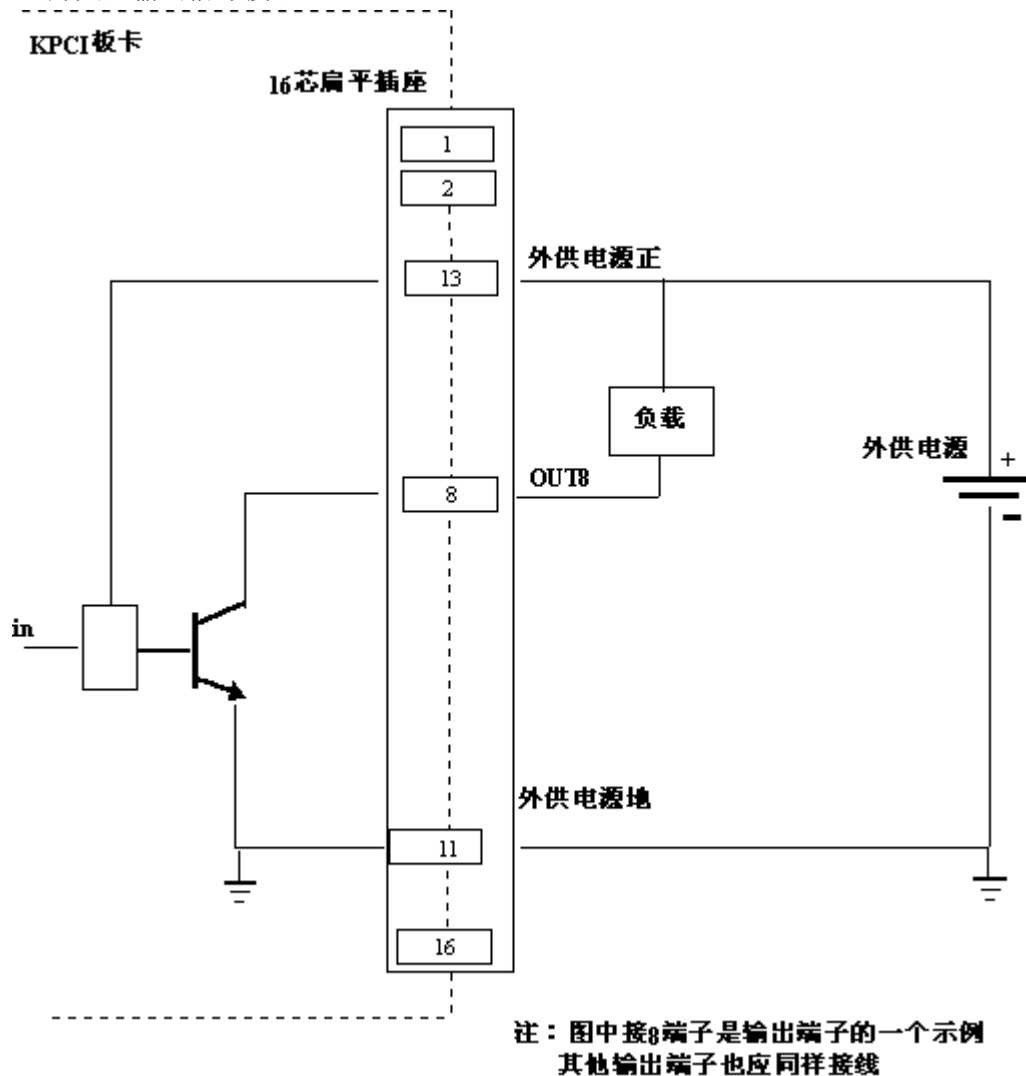 KPCI板卡
16芯扁平插座
1
2
外供电源正
13
负载
外供电源
+
OUT8
8
in
外供电源地
11
16
注：图中接8端子是输出端子的一个示例
其他输出端子也应同样接线